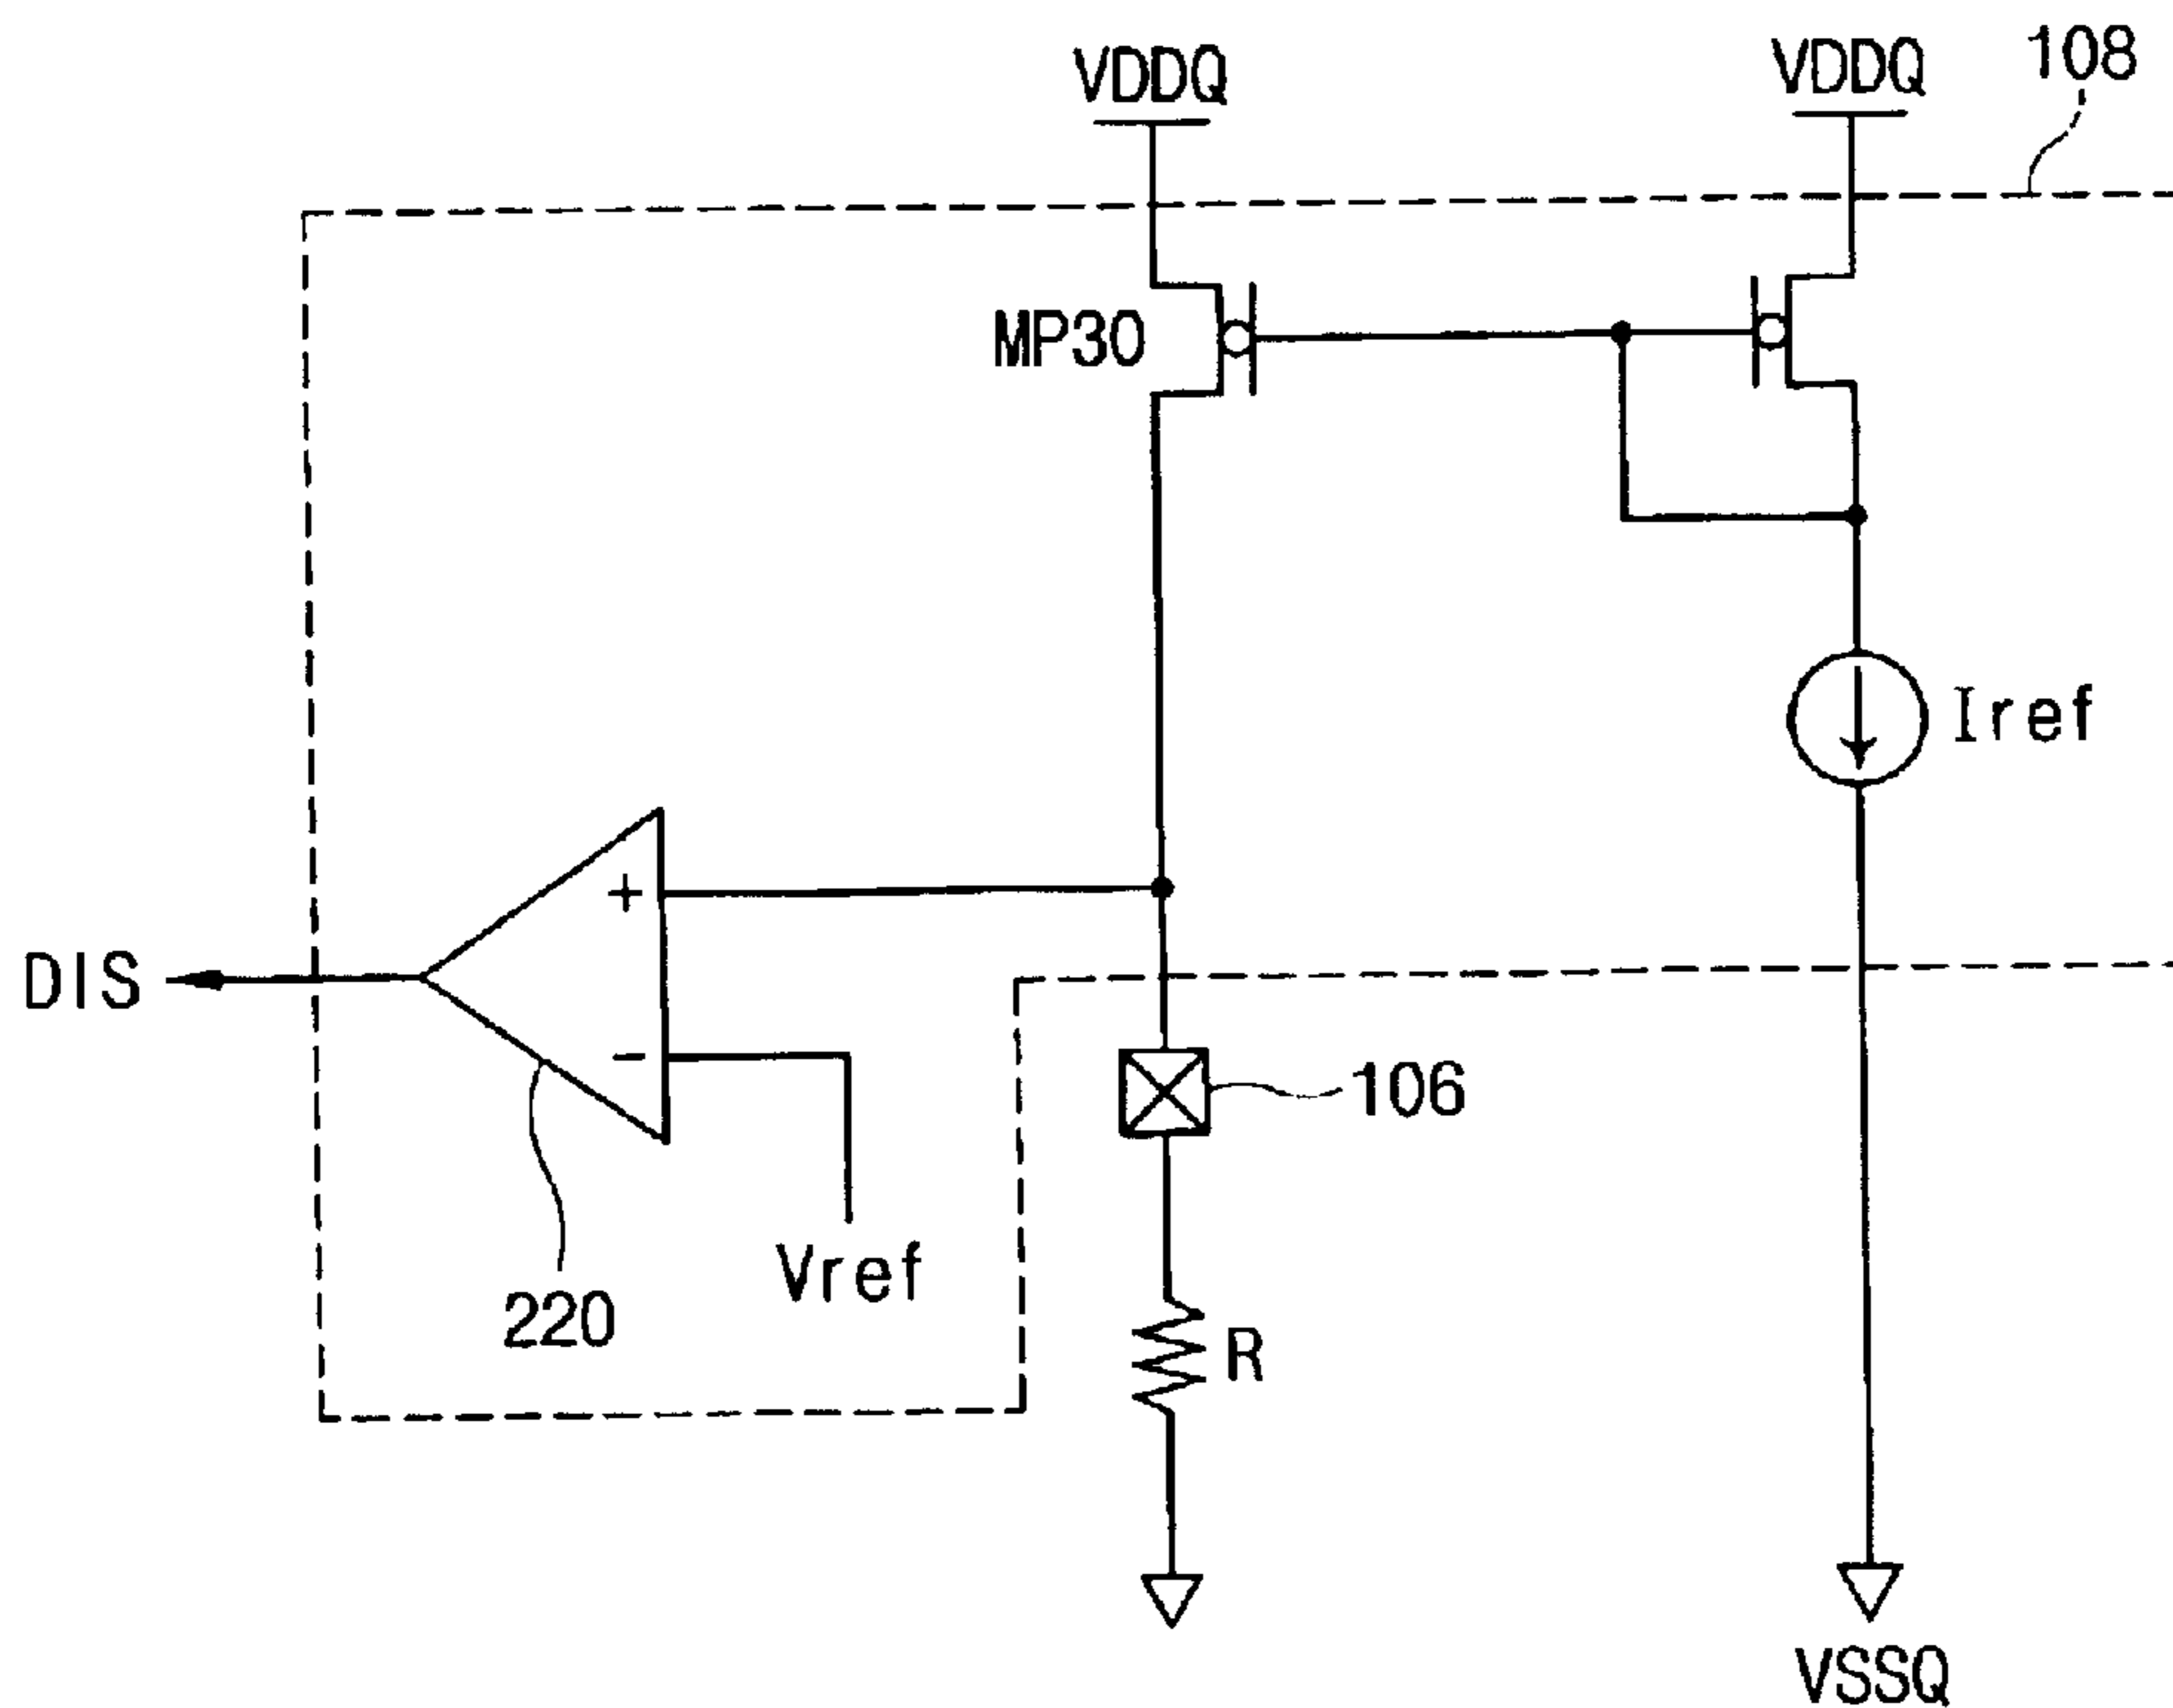 VDDQ
VDDQ
108
MP30
Iref
+
DIS
-
106
Vref
220
R
VSSQ